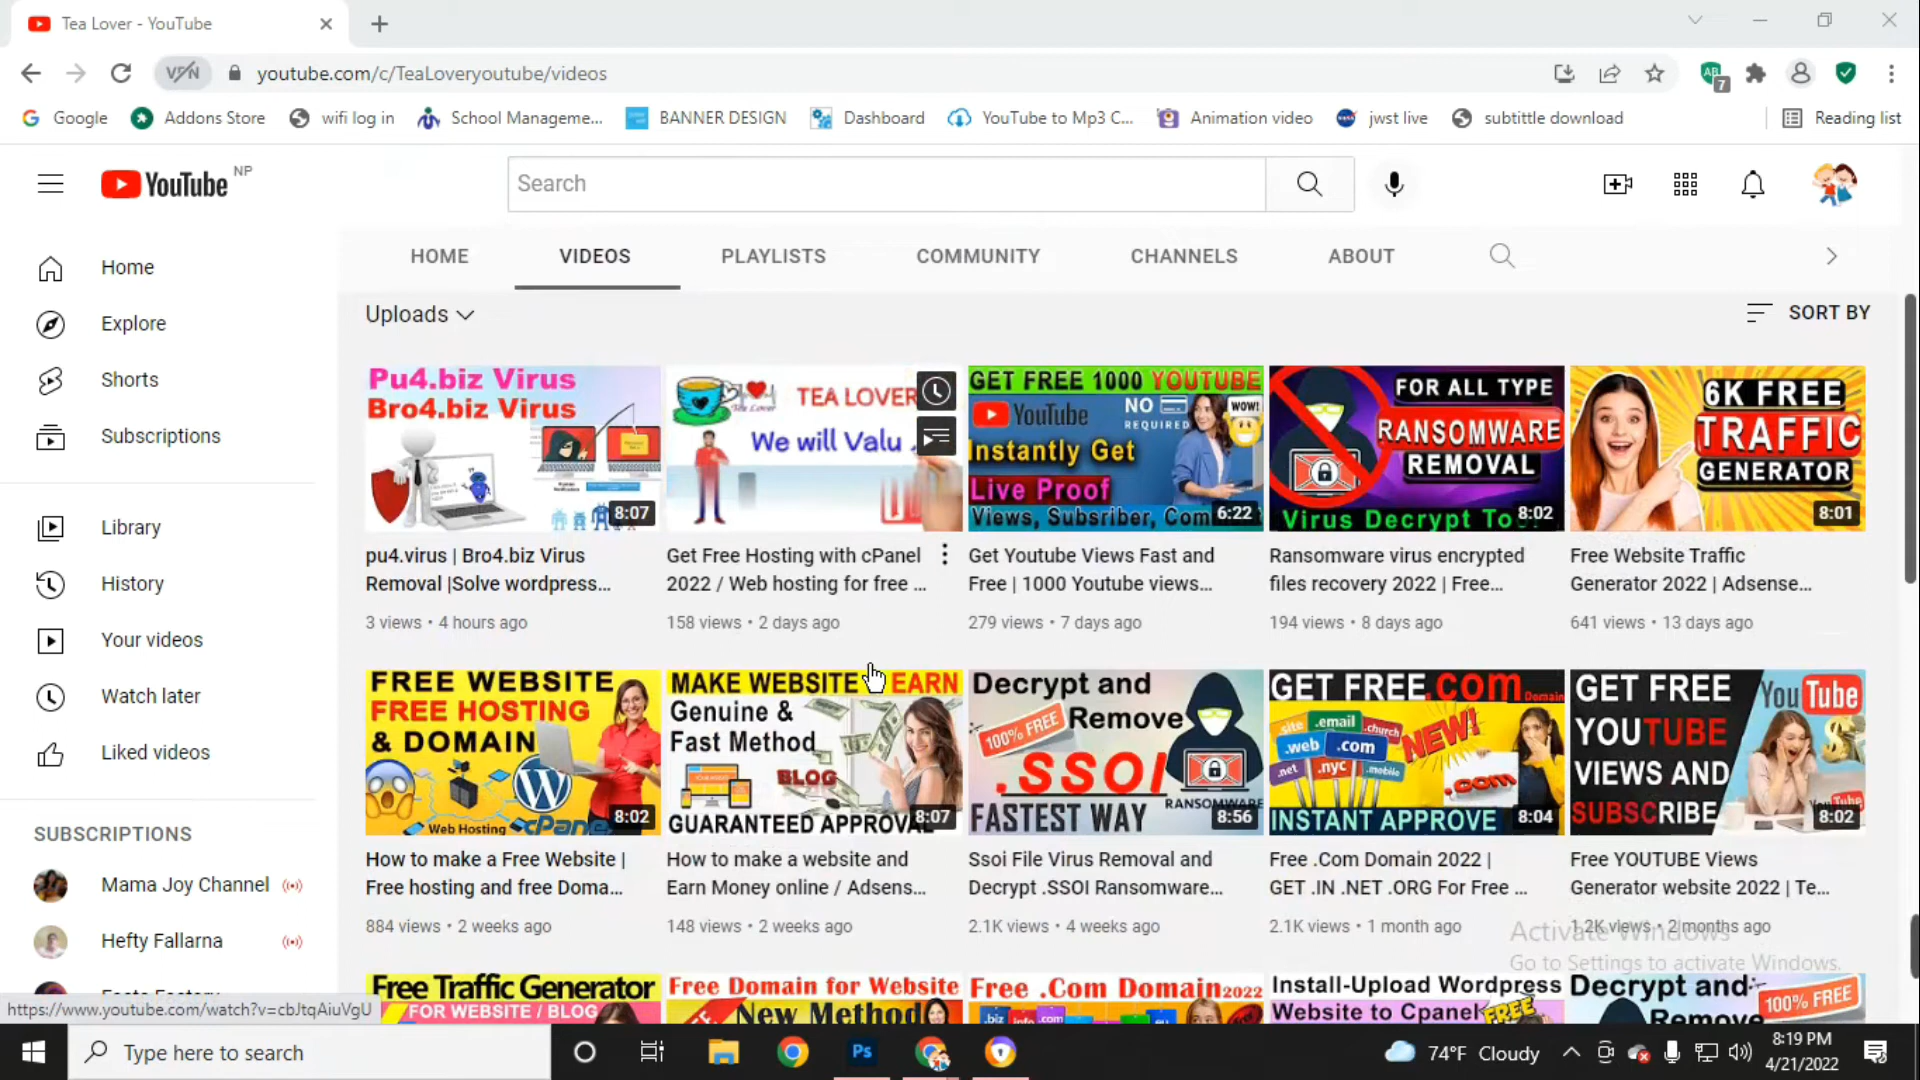 Tea Lover - YouTube
VPN youtube.com/c/TeaLoveryoutube/videos 7
Google Addons Store wifi log in School Manageme... BANNER DESIGN Dashboard YouTube to Mp3 C... Animation video jwst live subtittle download Reading list
YouTube NP Search
HOME VIDEOS PLAYLISTS COMMUNITY CHANNELS ABOUT
Home
Explore
Shorts
Subscriptions
Library
History
Your videos
Watch later
Liked videos
SUBSCRIPTIONS
Mama Joy Channel
Hefty Fallarna
Uploads SORT BY
Pu4.biz Virus
Bro4.biz Virus
8:07
TEA LOVER
We will Valu
GET FREE 1000 YOUTUBE
YouTube NO REQUIRED WOW!
Instantly Get
Live Proof
Views, Subsriber, Com 6:22
FOR ALL TYPE
RANSOMWARE
REMOVAL
Virus Decrypt To 8:02
6K FREE
TRAFFIC
GENERATOR
8:01
pu4.virus | Bro4.biz Virus
Removal |Solve wordpress...
3 views • 4 hours ago
Get Free Hosting with cPanel
2022 / Web hosting for free ...
158 views • 2 days ago
Get Youtube Views Fast and
Free | 1000 Youtube views...
279 views • 7 days ago
Ransomware virus encrypted
files recovery 2022 | Free...
194 views • 8 days ago
Free Website Traffic
Generator 2022 | Adsense...
641 views • 13 days ago
FREE WEBSITE
FREE HOSTING
& DOMAIN
Web Hosting cPane 8:02
MAKE WEBSITE EARN
Genuine &
Fast Method
BLOG
GUARANTEED APPROVAL 8:07
Decrypt and
100% FREE Remove
.SSOI
RANSOMWARE
FASTEST WAY 8:56
GET FREE .com Domain
.site .email .church
.web .com NEW!
.net .nyc .mobile .com
INSTANT APPROVE 8:04
GET FREE YouTube
YOUTUBE
VIEWS AND
SUBSCRIBE 8:02
How to make a Free Website |
Free hosting and free Doma...
884 views • 2 weeks ago
How to make a website and
Earn Money online / Adsens...
148 views • 2 weeks ago
Ssoi File Virus Removal and
Decrypt .SSOI Ransomware...
2.1K views • 4 weeks ago
Free .Com Domain 2022 |
GET .IN .NET .ORG For Free ...
2.1K views • 1 month ago
Free YOUTUBE Views
Generator website 2022 | Te...
1.2K views • 2 months ago
Activate Windows
Go to Settings to activate Windows.
Free Traffic Generator
FOR WEBSITE / BLOG
Free Domain for Website
New Method
Free .Com Domain 2022
.biz .info .com .eu
Install-Upload Wordpress
Website to Cpanel
FREE
Decrypt and
100% FREE
Remove
https://www.youtube.com/watch?v=cbJtqAiuVgU
Type here to search Ps 74°F Cloudy 8:19 PM
4/21/2022